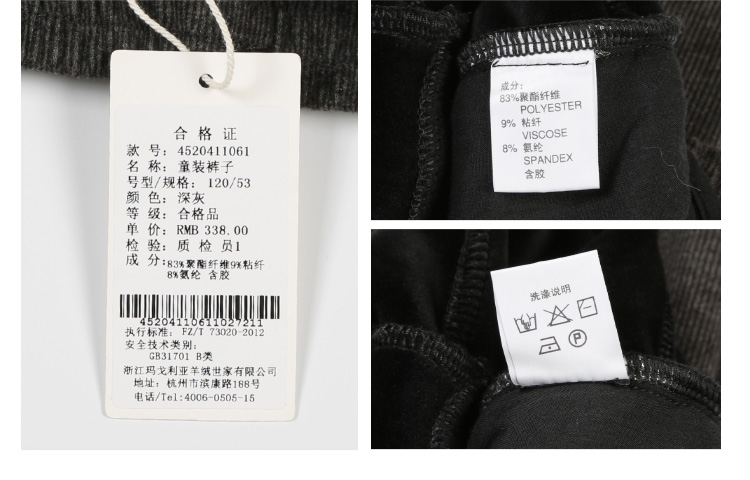 合格证
款号: 4520411061
名称: 童装裤子
号型/规格: 120/53
颜色: 深灰
等级: 合格品
单价: RMB 338.00
检验: 质 检 员1
成分:83%聚酯纤维9%粘纤
8%氨纶 含胶
45204110611027211
执行标准: FZ/T 73020-2012
安全技术类别:
GB31701 B类
浙江玛戈利亚羊绒世家有限公司
地址: 杭州市滨康路188号
电话/Tel:4006-0505-15
成分:
83%聚酯纤维
POLYESTER
9% 粘纤
VISCOSE
8% 氨纶
SPANDEX
含胶
洗涤说明
P